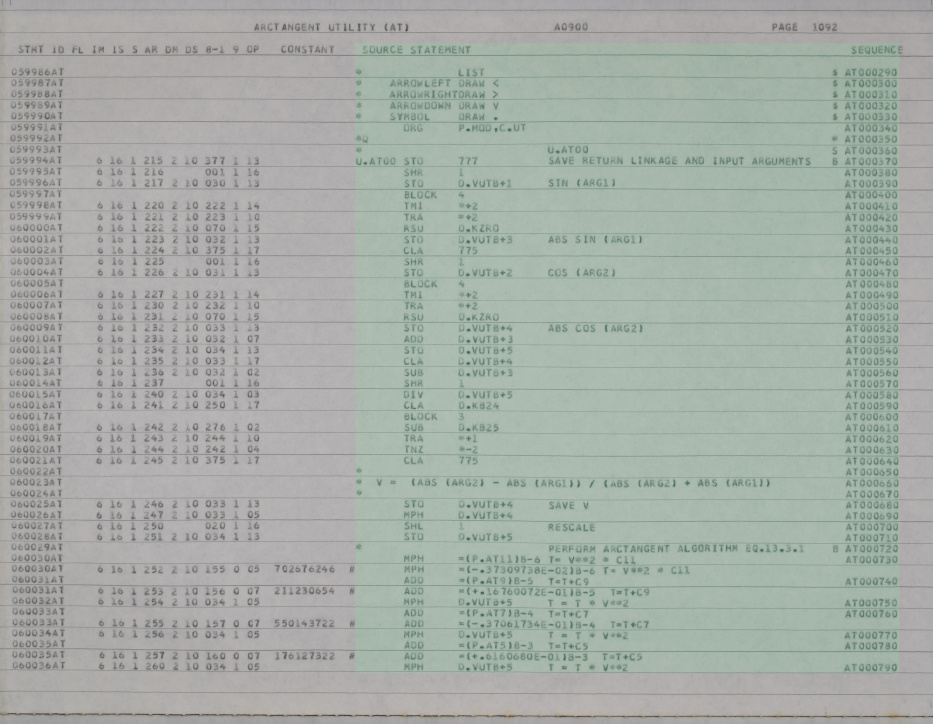 ARCTANGENT UTILITY (AT) A0900 PAGE 1092
STMT ID FL IM IS S AR DM DS 8-1 9 OP CONSTANT SOURCE STATEMENT SEQUENCE
059986AT * LIST $ AT000290
059987AT * ARROWLEFT DRAW < $ AT000300
059988AT * ARROWRIGHTDRAW > $ AT000310
059989AT * ARROWDOWN DRAW V $ AT000320
059990AT * SYMBOL DRAW . $ AT000330
059991AT ORG P.MOD,C.UT AT000340
059992AT *Q * AT000350
059993AT * U.AT00 S AT000360
059994AT 6 16 1 215 2 10 377 1 13 U.AT00 STO 777 SAVE RETURN LINKAGE AND INPUT ARGUMENTS B AT000370
059995AT 6 16 1 216 001 1 16 SHR 1 AT000380
059996AT 6 16 1 217 2 10 030 1 13 STO D.VUTB+1 SIN (ARG1) AT000390
059997AT BLOCK 4 AT000400
059998AT 6 16 1 220 2 10 222 1 14 TMI *+2 AT000410
059999AT 6 16 1 221 2 10 223 1 10 TRA *+2 AT000420
060000AT 6 16 1 222 2 10 070 1 15 RSU D.KZRO AT000430
060001AT 6 16 1 223 2 10 032 1 13 STO D.VUTB+3 ABS SIN (ARG1) AT000440
060002AT 6 16 1 224 2 10 375 1 17 CLA 775 AT000450
060003AT 6 16 1 225 001 1 16 SHR 1 AT000460
060004AT 6 16 1 226 2 10 031 1 13 STO D.VUTB+2 COS (ARG2) AT000470
060005AT BLOCK 4 AT000480
060006AT 6 16 1 227 2 10 231 1 14 TMI *+2 AT000490
060007AT 6 16 1 230 2 10 232 1 10 TRA *+2 AT000500
060008AT 6 16 1 231 2 10 070 1 15 RSU D.KZRO AT000510
060009AT 6 16 1 232 2 10 033 1 13 STO D.VUTB+4 ABS COS (ARG2) AT000520
060010AT 6 16 1 233 2 10 032 1 07 ADD D.VUTB+3 AT000530
060011AT 6 16 1 234 2 10 034 1 13 STO D.VUTB+5 AT000540
060012AT 6 16 1 235 2 10 033 1 17 CLA D.VUTB+4 AT000550
060013AT 6 16 1 236 2 10 032 1 02 SUB D.VUTB+3 AT000560
060014AT 6 16 1 237 001 1 16 SHR 1 AT000570
060015AT 6 16 1 240 2 10 034 1 03 DIV D.VUTB+5 AT000580
060016AT 6 16 1 241 2 10 250 1 17 CLA D.KB24 AT000590
060017AT BLOCK 3 AT000600
060018AT 6 16 1 242 2 10 276 1 02 SUB D.KB25 AT000610
060019AT 6 16 1 243 2 10 244 1 10 TRA *+1 AT000620
060020AT 6 16 1 244 2 10 242 1 04 TNZ *-2 AT000630
060021AT 6 16 1 245 2 10 375 1 17 CLA 775 AT000640
060022AT * AT000650
060023AT * V = (ABS (ARG2) - ABS (ARG1)) / (ABS (ARG2) + ABS (ARG1)) AT000660
060024AT * AT000670
060025AT 6 16 1 246 2 10 033 1 13 STO D.VUTB+4 SAVE V AT000680
060026AT 6 16 1 247 2 10 033 1 05 MPH D.VUTB+4 AT000690
060027AT 6 16 1 250 020 1 16 SHL 1 RESCALE AT000700
060028AT 6 16 1 251 2 10 034 1 13 STO D.VUTB+5 AT000710
060029AT * PERFORM ARCTANGENT ALGORITHM EQ.13.3.1 B AT000720
060030AT MPH =(P.AT11)B-6 T= V**2 * C11 AT000730
060030AT 6 16 1 252 2 10 155 0 05 702676246 # MPH =(-.37309738E-02)B-6 T= V**2 * C11
060031AT ADD =(P.AT9)B-5 T=T+C9 AT000740
060031AT 6 16 1 253 2 10 156 0 07 211230654 # ADD =(+.16760072E-01)B-5 T=T+C9
060032AT 6 16 1 254 2 10 034 1 05 MPH D.VUTB+5 T = T * V**2 AT000750
060033AT ADD =(P.AT7)B-4 T=T+C7 AT000760
060033AT 6 16 1 255 2 10 157 0 07 550143722 # ADD =(-.37061734E-01)B-4 T=T+C7
060034AT 6 16 1 256 2 10 034 1 05 MPH D.VUTB+5 T = T * V**2 AT000770
060035AT ADD =(P.AT5)B-3 T=T+C5 AT000780
060035AT 6 16 1 257 2 10 160 0 07 176127322 # ADD =(+.6160680E-01)B-3 T=T+C5
060036AT 6 16 1 260 2 10 034 1 05 MPH D.VUTB+5 T = T * V**2 AT000790